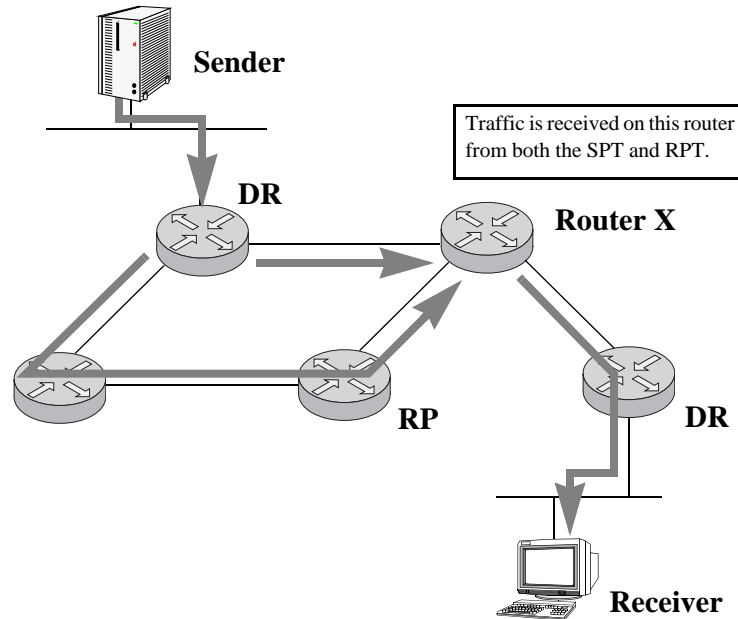 Sender
Traffic is received on this router
from both the SPT and RPT.
DR
Router X
RP
DR
Receiver